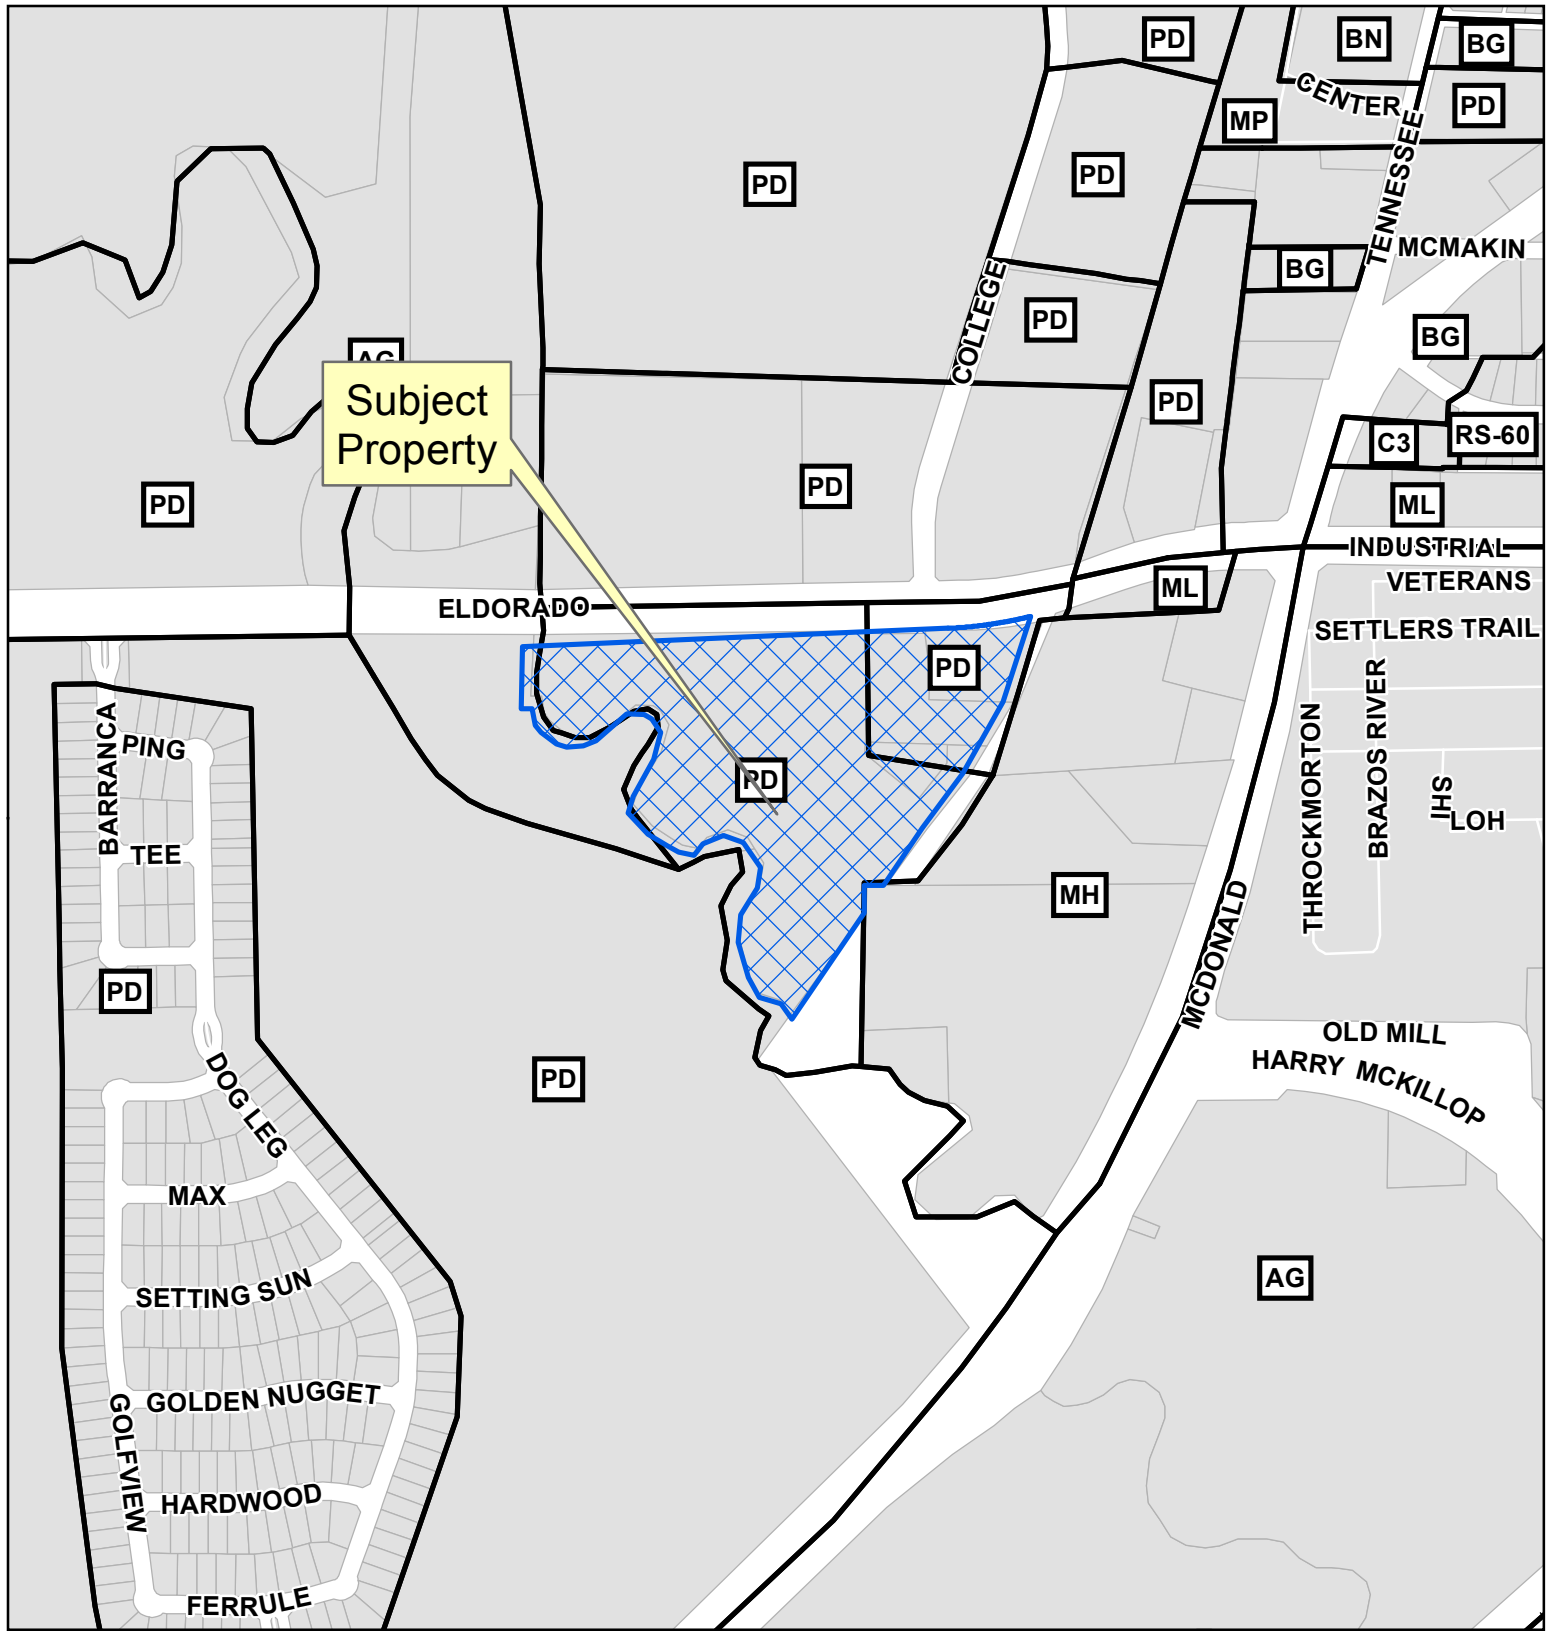 PD
BN
BG
CENTER
PD
MP
TENNESSEE
PD
PD
MCMAKIN
BG
COLLEGE
PD
BG
AG
Subject
Property
PD
C3
RS-60
PD
PD
ML
INDUSTRIAL
VETERANS
ML
ELDORADO
SETTLERS TRAIL
PD
BARRANCA
PING
THROCKMORTON
BRAZOS RIVER
PD
IHS
LOH
TEE
MH
MCDONALD
PD
OLD MILL
HARRY MCKILLOP
DOG LEG
PD
MAX
AG
SETTING SUN
GOLDEN NUGGET
GOLFVIEW
HARDWOOD
FERRULE